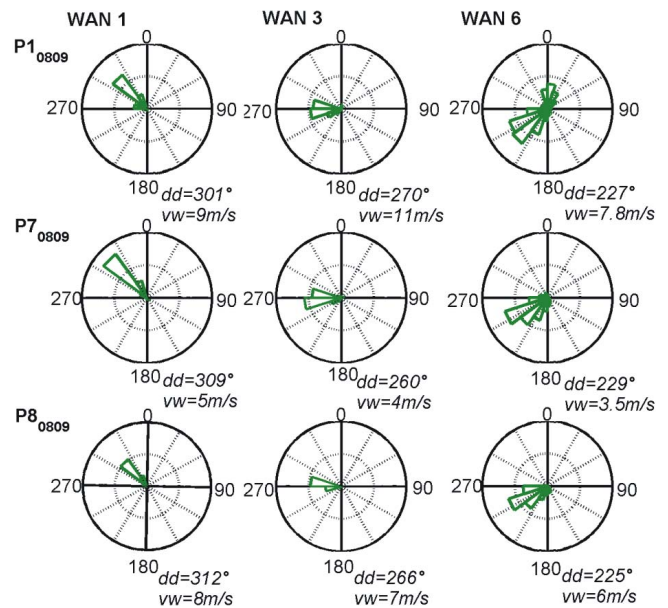 WAN 1 WAN 3 WAN 6
P1 0809
0 0 0
270 90 270 90 270 90
180 180 180
dd=301° dd=270° dd=227°
vw=9m/s vw=11m/s vw=7.8m/s
P7 0809
0 0 0
270 90 270 90 270 90
180 180 180
dd=309° dd=260° dd=229°
vw=5m/s vw=4m/s vw=3.5m/s
P8 0809
0 0 0
270 90 270 90 270 90
180 180 180
dd=312° dd=266° dd=225°
vw=8m/s vw=7m/s vw=6m/s